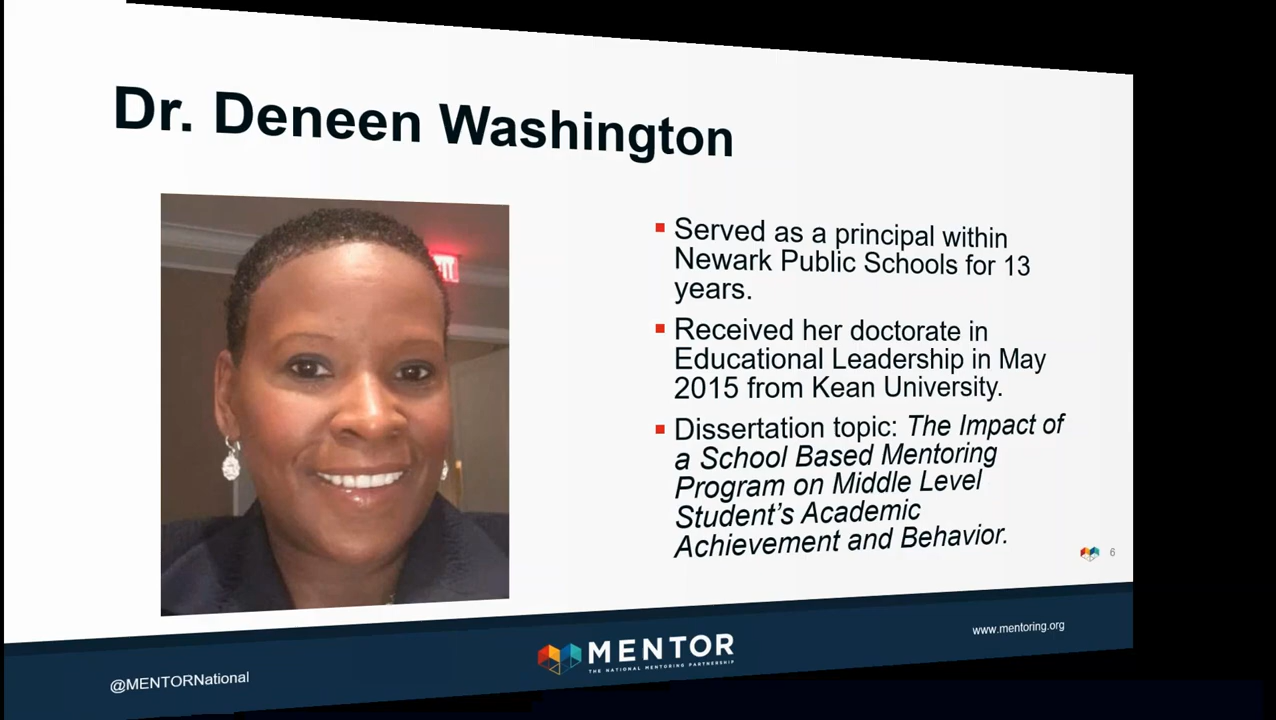 Dr. Deneen Washington
Served as a principal within
Newark Public Schools for 13
years.
Received her doctorate in
Educational Leadership in May
2015 from Kean University.
Dissertation topic: The Impact of
a School Based Mentoring
Program on Middle Level
Student's Academic
Achievement and Behavior.
6
@MENTORNational
MENTOR
THE NATIONAL MENTORING PARTNERSHIP
www.mentoring.org